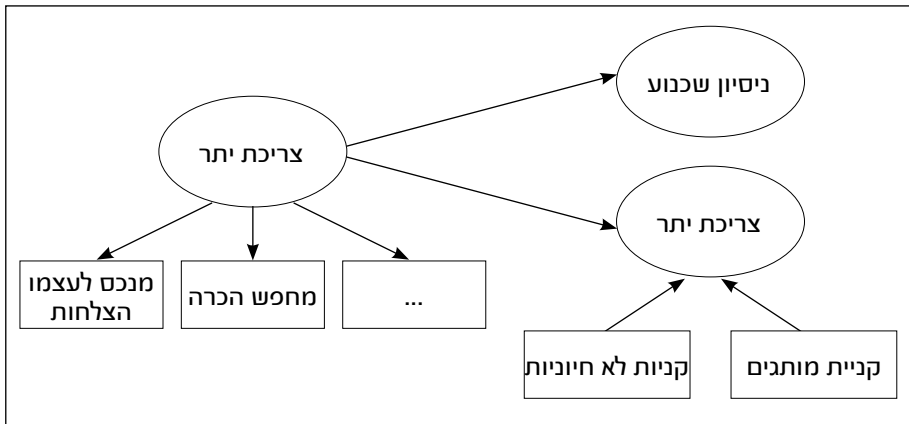 ניסיון שכנוע
צריכת יתר
צריכת יתר
מנכס לעצמו
הצלחות
מחפש הכרה
...
קניות לא חיוניות
קניית מותגים